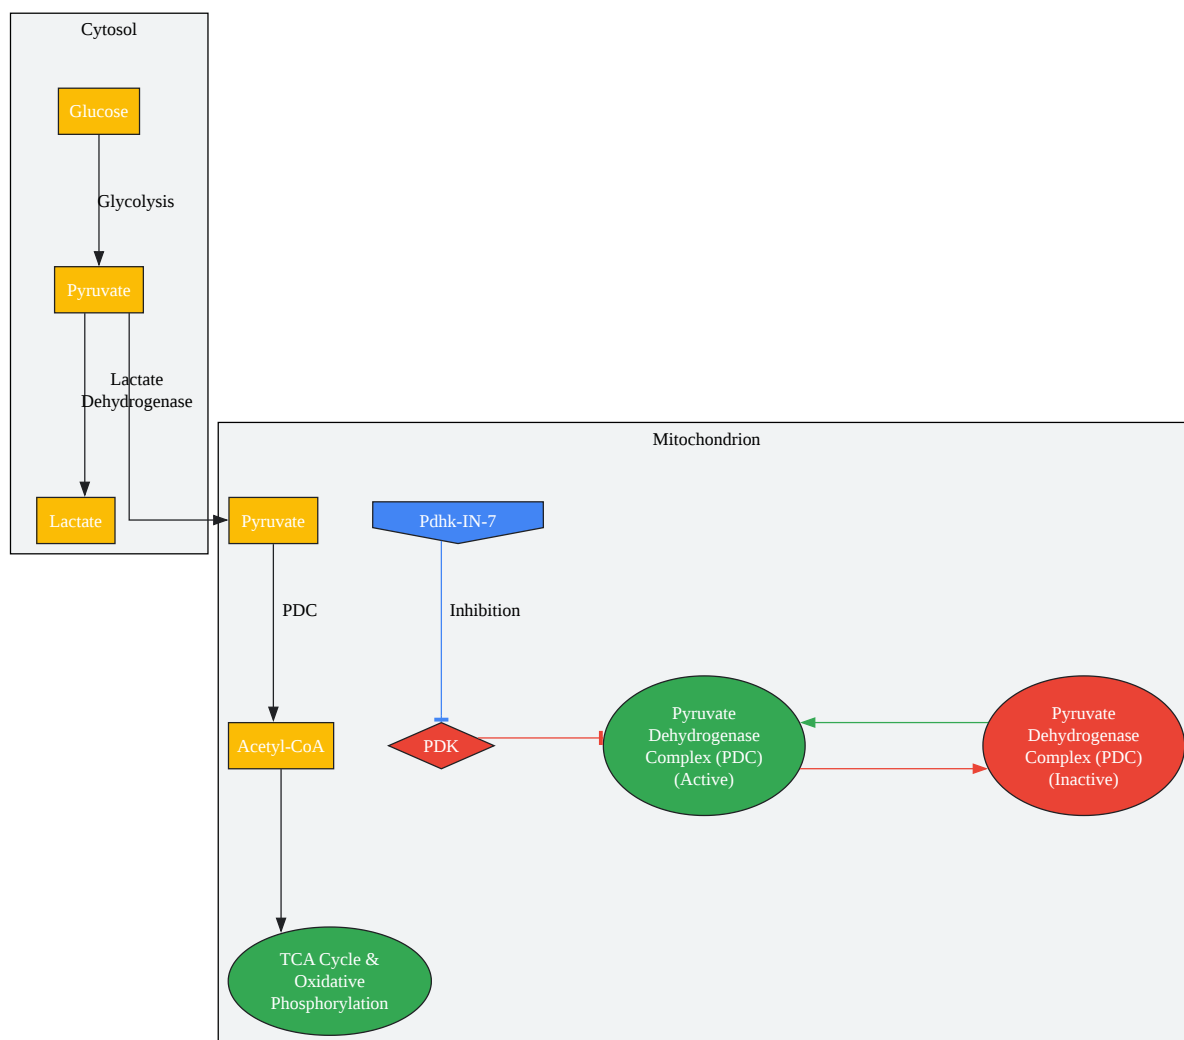 Cytosol
Glucose
Glycolysis
Pyruvate
Lactate
Dehydrogenase
Lactate
Mitochondrion
Pyruvate
Pdhk-IN-7
PDC
Inhibition
Acetyl-CoA
PDK
Pyruvate
Dehydrogenase
Complex (PDC)
(Active)
Pyruvate
Dehydrogenase
Complex (PDC)
(Inactive)
TCA Cycle &
Oxidative
Phosphorylation